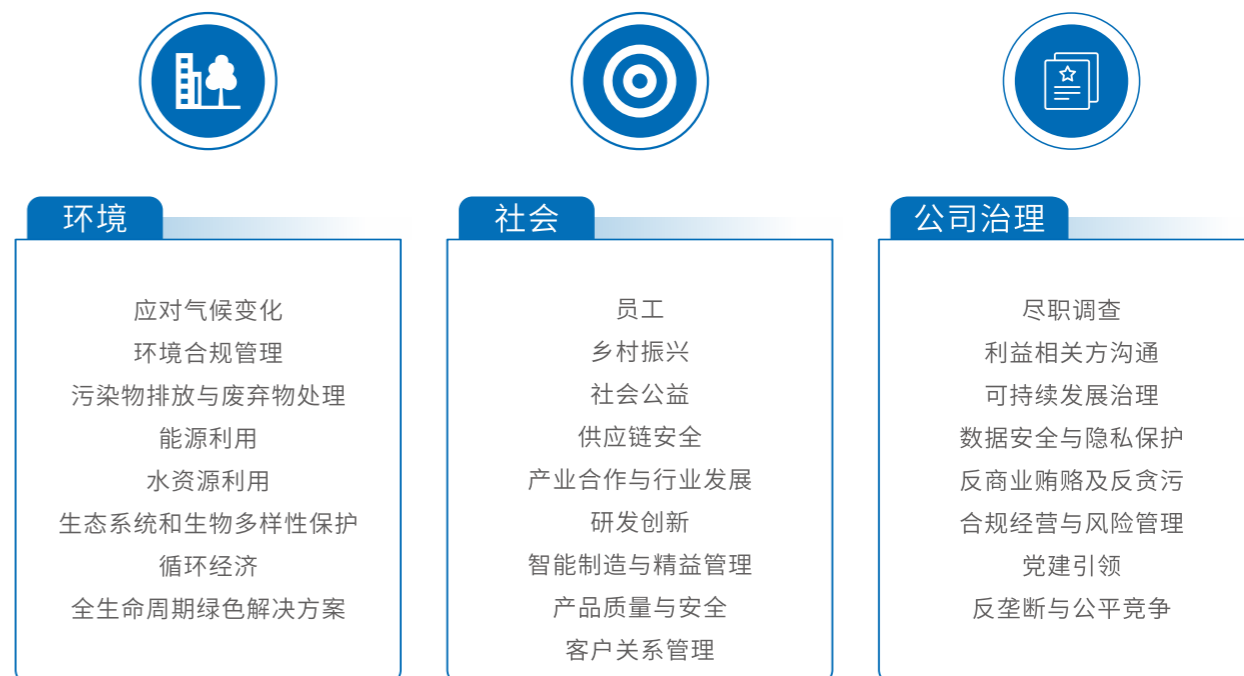 环境
应对气候变化
环境合规管理
污染物排放与废弃物处理
能源利用
水资源利用
生态系统和生物多样性保护
循环经济
全生命周期绿色解决方案
社会
员工
乡村振兴
社会公益
供应链安全
产业合作与行业发展
研发创新
智能制造与精益管理
产品质量与安全
客户关系管理
公司治理
尽职调查
利益相关方沟通
可持续发展治理
数据安全与隐私保护
反商业贿赂及反贪污
合规经营与风险管理
党建引领
反垄断与公平竞争